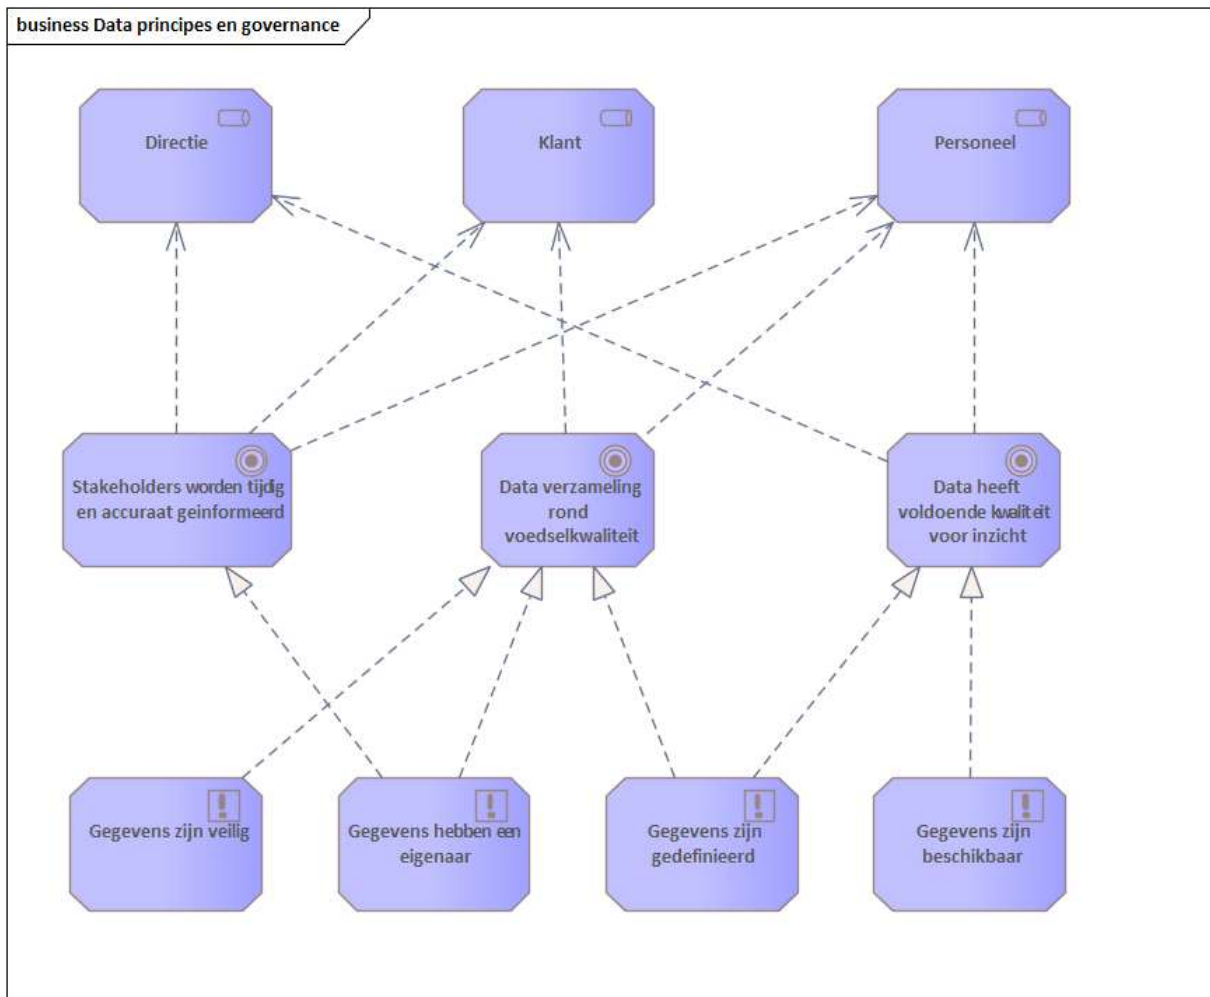 business Data principes en governance
Directie
Klant
Personeel
Stakeholders worden tijdig
en accuraat geinformeerd
Data verzameling
rond
voedselkwaliteit
Data heeft
voldoende kwaliteit
voor inzicht
Gegevens zijn veilig
Gegevens hebben een
eigenaar
Gegevens zijn
gedefinieerd
Gegevens zijn
beschikbaar